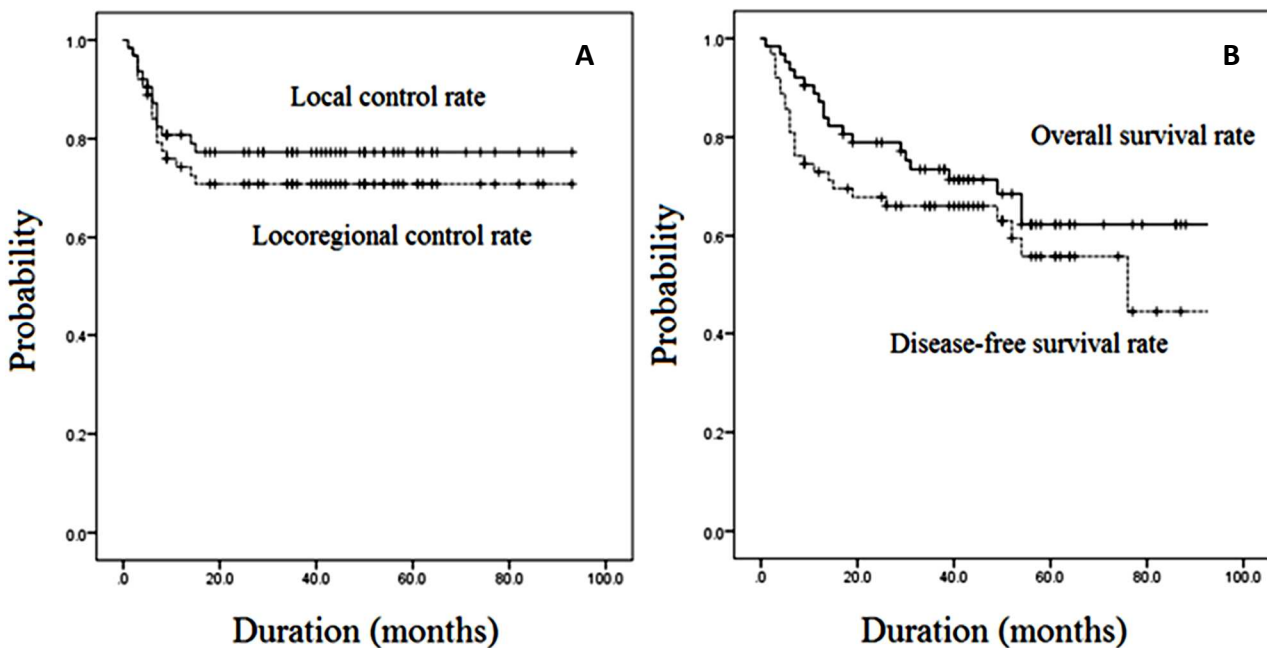 A
1.0
0.8
0.6
0.4
0.2
0.0
Probability
Local control rate
Locoregional control rate
.0 20.0 40.0 60.0 80.0 100.0
Duration (months)
B
1.0
0.8
0.6
0.4
0.2
0.0
Probability
Overall survival rate
Disease-free survival rate
.0 20.0 40.0 60.0 80.0 100.0
Duration (months)